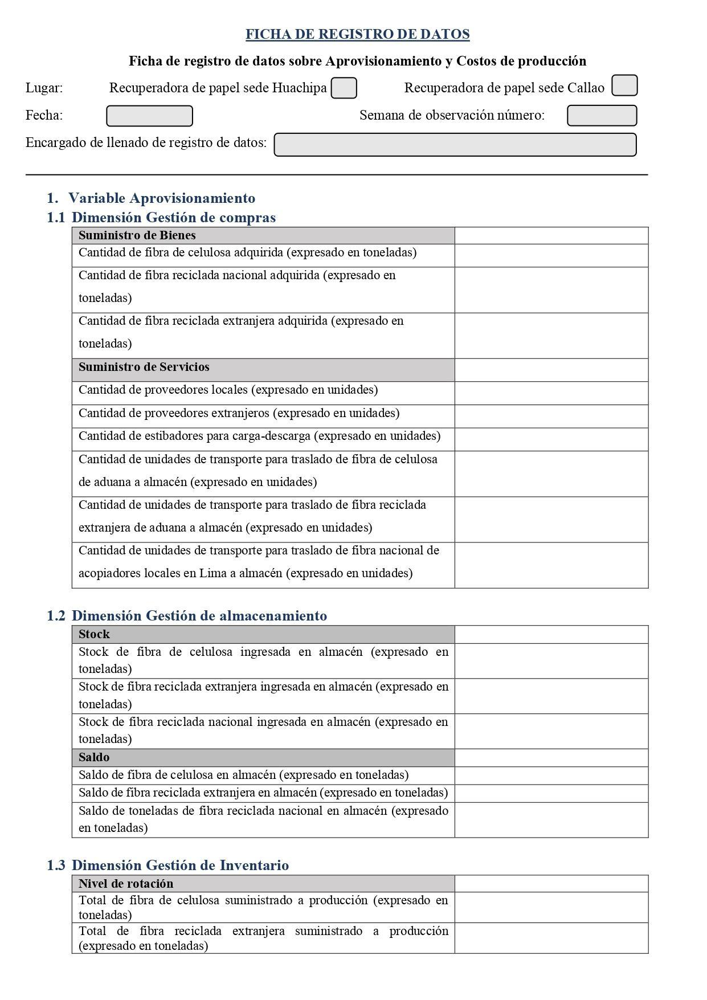 FICHA DE REGISTRO DE DATOS
Ficha de registro de datos sobre Aprovisionamiento y Costos de producción
Lugar: Recuperadora de papel sede Huachipa Recuperadora de papel sede Callao
Fecha: Semana de observación número:
Encargado de llenado de registro de datos:
1. Variable Aprovisionamiento
1.1 Dimensión Gestión de compras
Suministro de Bienes
Cantidad de fibra de celulosa adquirida (expresado en toneladas)
Cantidad de fibra reciclada nacional adquirida (expresado en
toneladas)
Cantidad de fibra reciclada extranjera adquirida (expresado en
toneladas)
Suministro de Servicios
Cantidad de proveedores locales (expresado en unidades)
Cantidad de proveedores extranjeros (expresado en unidades)
Cantidad de estibadores para carga-descarga (expresado en unidades)
Cantidad de unidades de transporte para traslado de fibra de celulosa
de aduana a almacén (expresado en unidades)
Cantidad de unidades de transporte para traslado de fibra reciclada
extranjera de aduana a almacén (expresado en unidades)
Cantidad de unidades de transporte para traslado de fibra nacional de
acopiadores locales en Lima a almacén (expresado en unidades)
1.2 Dimensión Gestión de almacenamiento
Stock
Stock de fibra de celulosa ingresada en almacén (expresado en
toneladas)
Stock de fibra reciclada extranjera ingresada en almacén (expresado en
toneladas)
Stock de fibra reciclada nacional ingresada en almacén (expresado en
toneladas)
Saldo
Saldo de fibra de celulosa en almacén (expresado en toneladas)
Saldo de fibra reciclada extranjera en almacén (expresado en toneladas)
Saldo de toneladas de fibra reciclada nacional en almacén (expresado
en toneladas)
1.3 Dimensión Gestión de Inventario
Nivel de rotación
Total de fibra de celulosa suministrado a producción (expresado en
toneladas)
Total de fibra reciclada extranjera suministrado a producción
(expresado en toneladas)